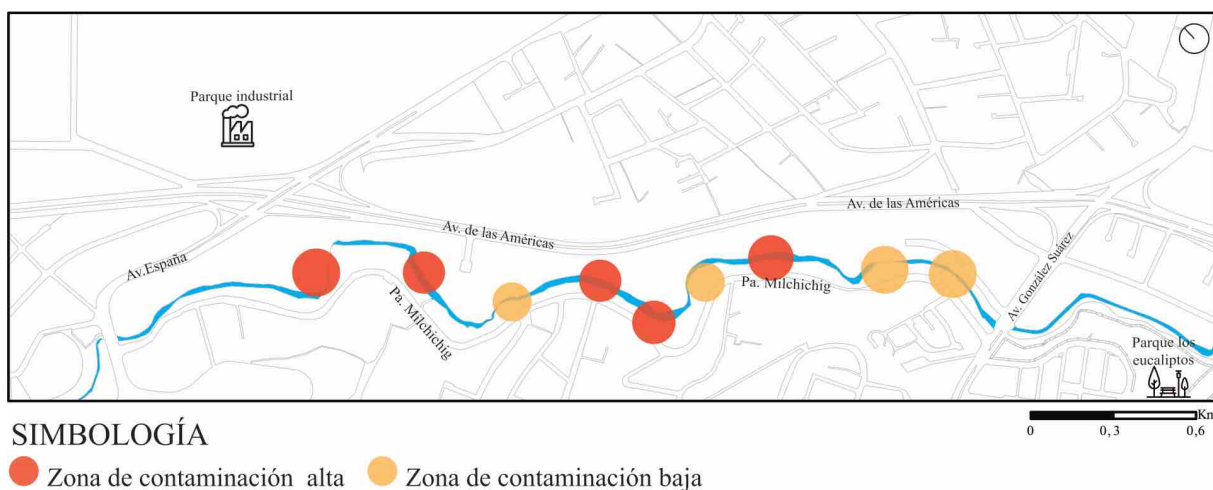 Parque industrial
Av. de las Américas
Av. de las Américas
Av.España
Pa. Milchichig
Pa. Milchichig
Av. González Suárez
Parque los
eucaliptos
Km
0 0,3 0,6
SIMBOLOGÍA
Zona de contaminación alta Zona de contaminación baja